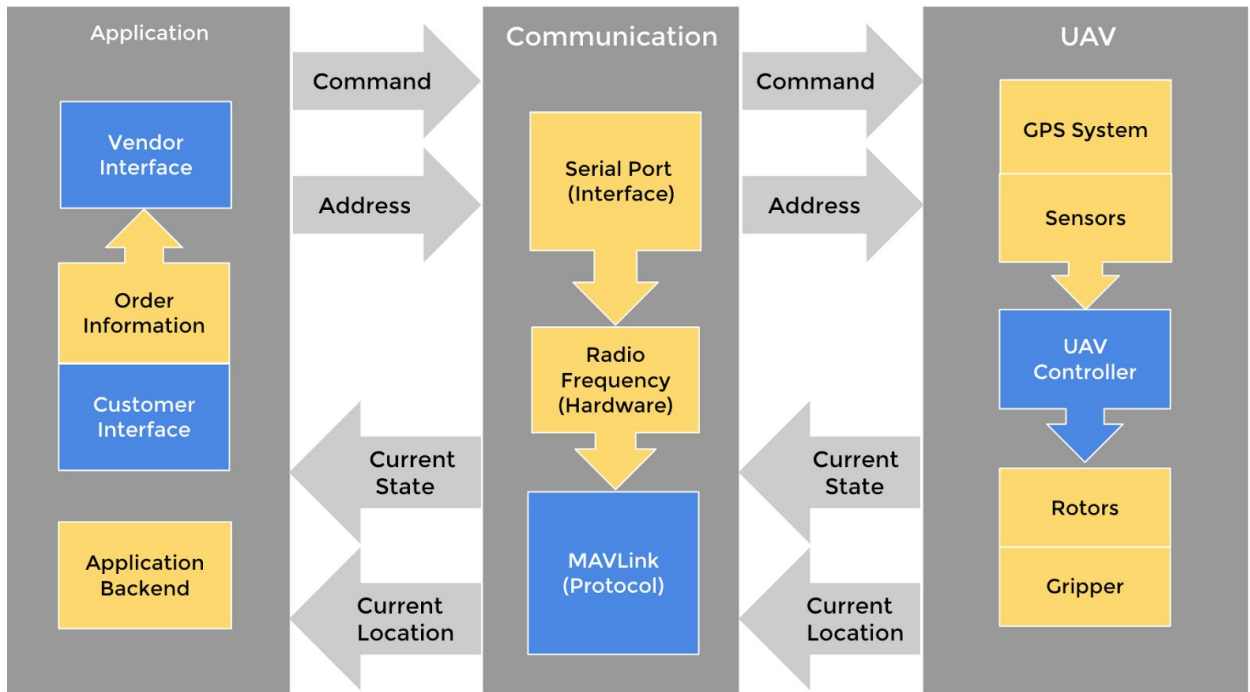 Application
Vendor
Interface
Order
Information
Customer
Interface
Application
Backend
Command
Address
Current
State
Current
Location
Communication
Serial Port
(Interface)
Radio
Frequency
(Hardware)
MAVLink
(Protocol)
Command
Address
Current
State
Current
Location
UAV
GPS System
Sensors
UAV
Controller
Rotors
Gripper